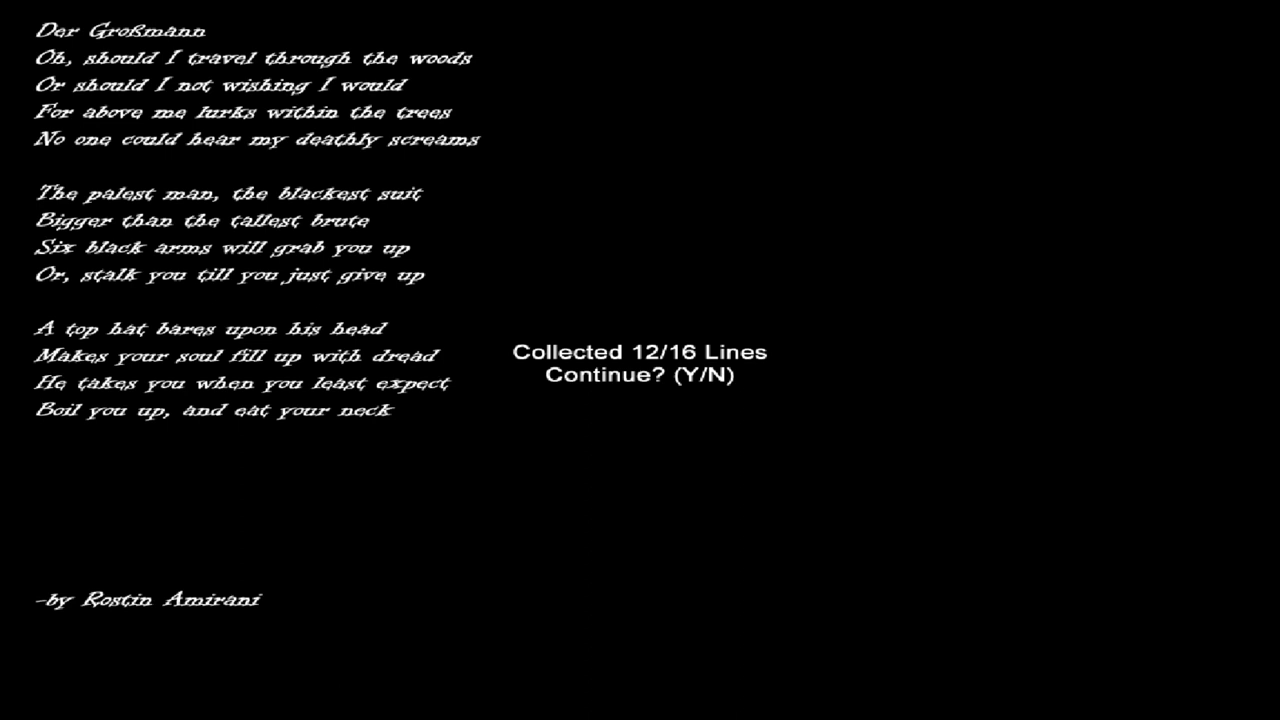 Der Großmann
Oh, should I travel through the woods
Or should I not wishing I would
For above me lurks within the trees
No one could hear my deathly screams
The palest man, the blackest suit
Bigger than the tallest brute
Six black arms will grab you up
Or, stalk you till you just give up
A top hat bares upon his head
Makes your soul fill up with dread
He takes you when you least expect
Boil you up, and eat your neck
Collected 12/16 Lines
Continue? (Y/N)
-by Rostin Amirani